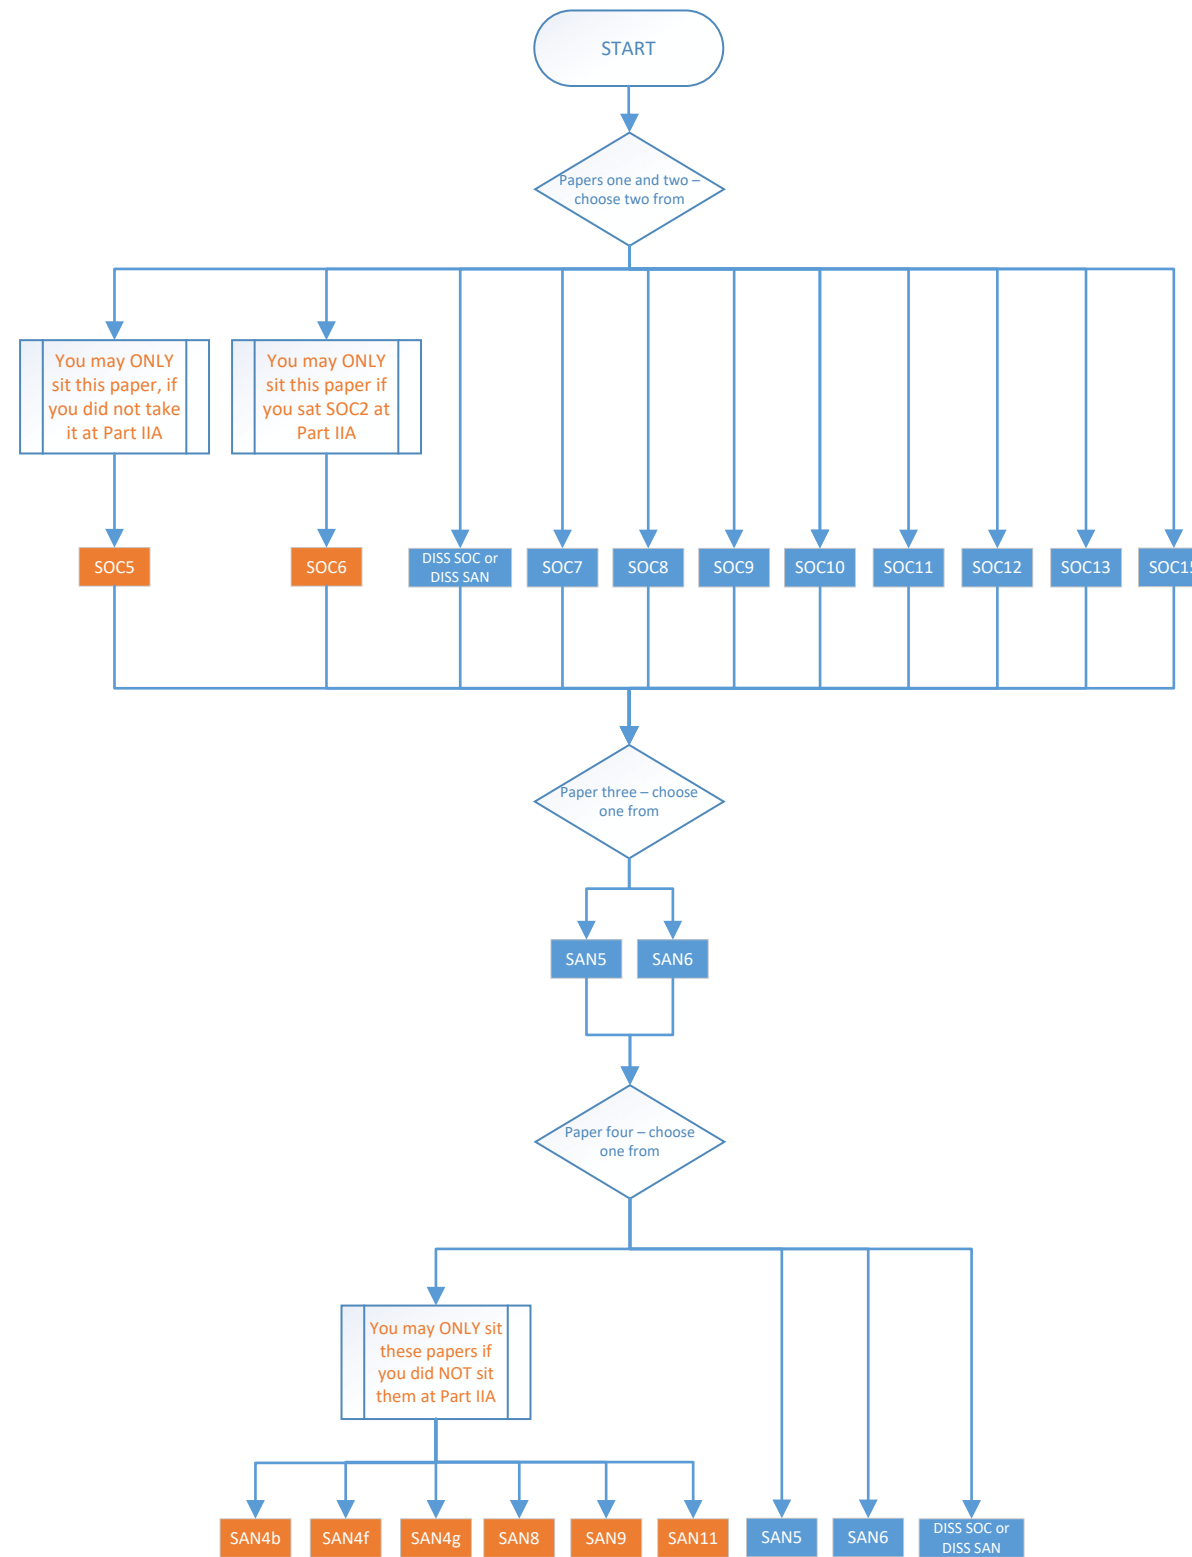 START
Papers one and two –
choose two from
You may ONLY
sit this paper, if
you did not take
it at Part IIA
You may ONLY
sit this paper if
you sat SOC2 at
Part IIA
SOC5
SOC6
DISS SOC or
DISS SAN
SOC7
SOC8
SOC9
SOC10
SOC11
SOC12
SOC13
SOC15
Paper three – choose
one from
SAN5
SAN6
Paper four – choose
one from
You may ONLY sit
these papers if
you did NOT sit
them at Part IIA
SAN4b
SAN4f
SAN4g
SAN8
SAN9
SAN11
SAN5
SAN6
DISS SOC or
DISS SAN